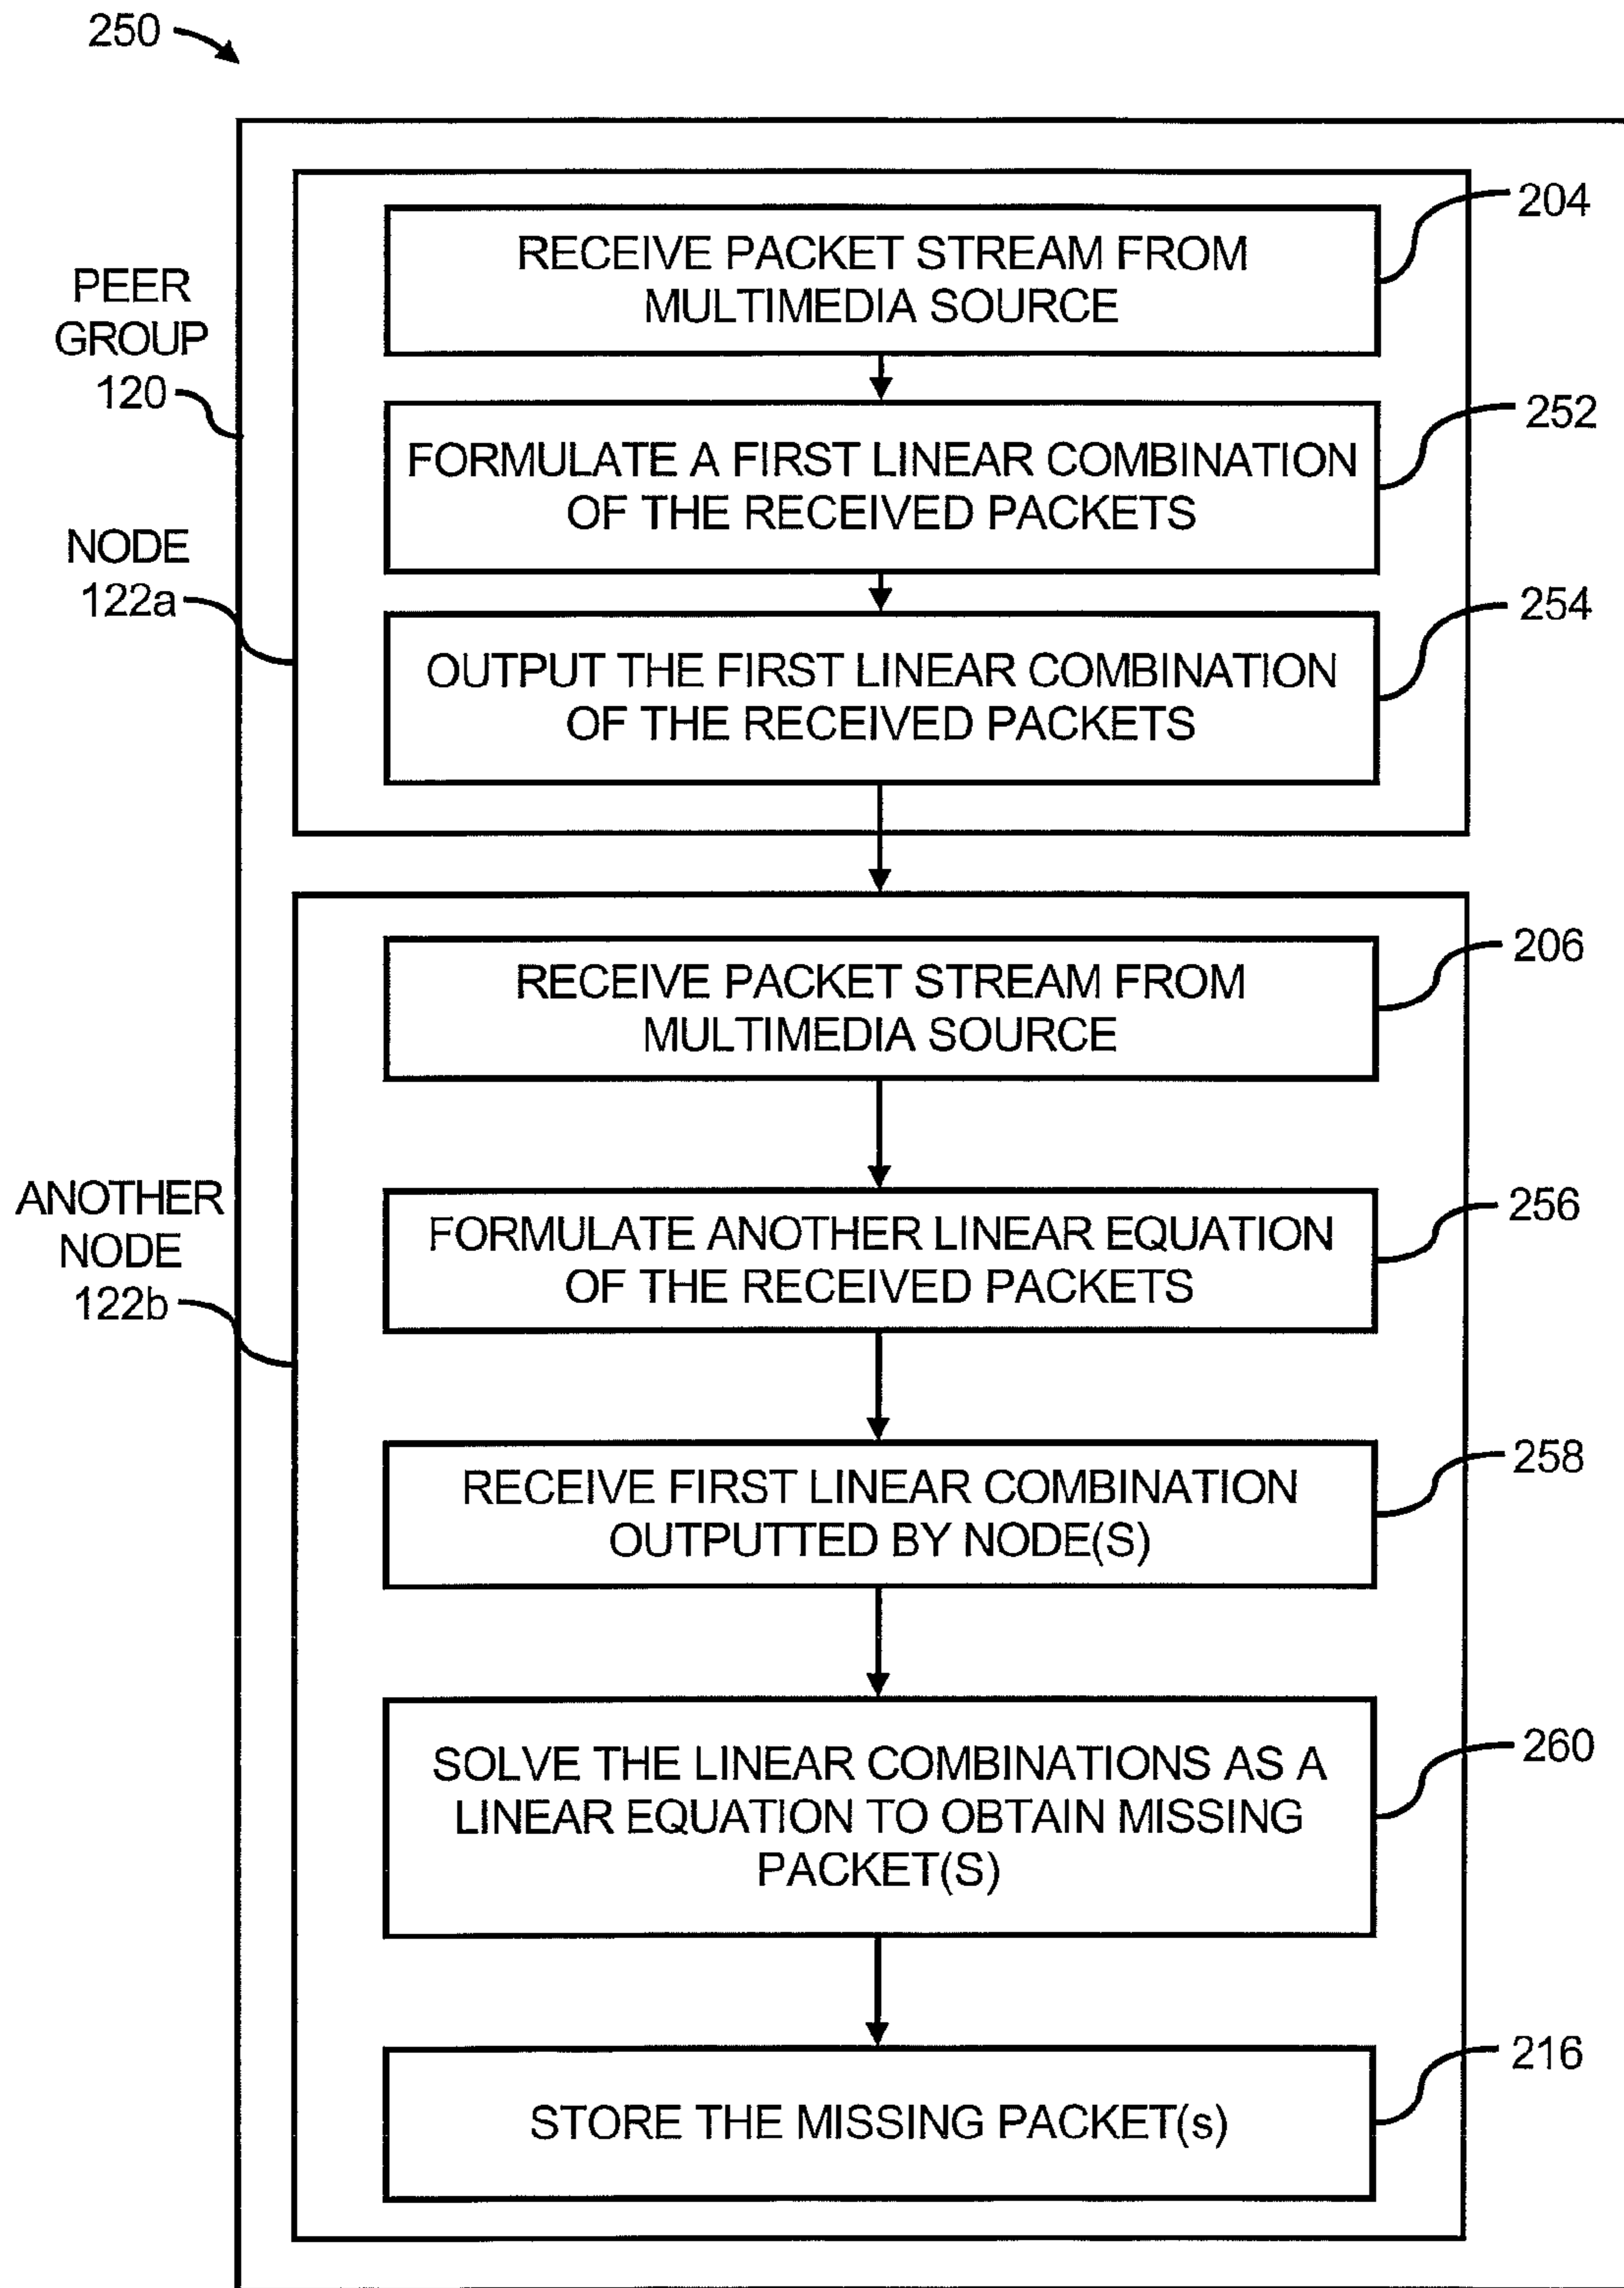 250
PEER
GROUP
120
NODE
122a
RECEIVE PACKET STREAM FROM
MULTIMEDIA SOURCE
204
FORMULATE A FIRST LINEAR COMBINATION
OF THE RECEIVED PACKETS
252
OUTPUT THE FIRST LINEAR COMBINATION
OF THE RECEIVED PACKETS
254
ANOTHER
NODE
122b
RECEIVE PACKET STREAM FROM
MULTIMEDIA SOURCE
206
FORMULATE ANOTHER LINEAR EQUATION
OF THE RECEIVED PACKETS
256
RECEIVE FIRST LINEAR COMBINATION
OUTPUTTED BY NODE(S)
258
SOLVE THE LINEAR COMBINATIONS AS A
LINEAR EQUATION TO OBTAIN MISSING
PACKET(S)
260
STORE THE MISSING PACKET(s)
216